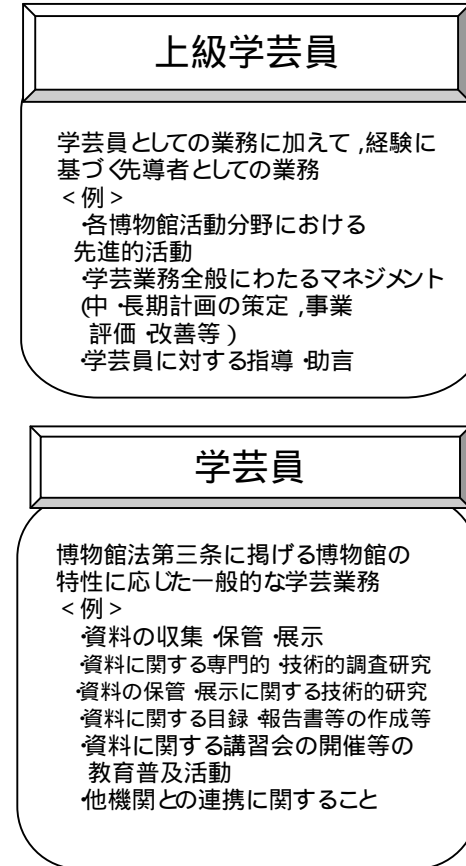 上級学芸員
学芸員としての業務に加えて,経験に
基づく先導者としての業務
<例>
・各博物館活動分野における
先進的活動
・学芸業務全般にわたるマネジメント
(中・長期計画の策定,事業
評価・改善等)
・学芸員に対する指導・助言
学芸員
博物館法第三条に掲げる博物館の
特性に応じた一般的な学芸業務
<例>
・資料の収集・保管・展示
・資料に関する専門的・技術的調査研究
・資料の保管・展示に関する技術的研究
・資料に関する目録・報告書等の作成等
・資料に関する講習会の開催等の
教育普及活動
・他機関との連携に関すること